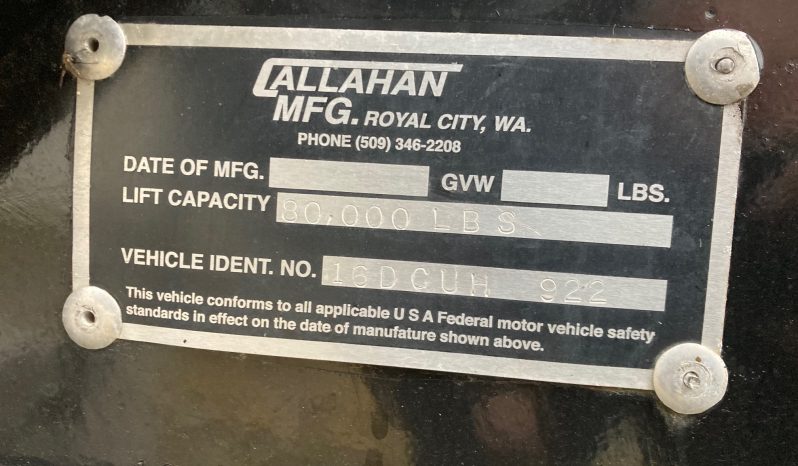 CALLAHAN
MFG. ROYAL CITY, WA.
PHONE (509) 346-2208
DATE OF MFG. GVW LBS.
LIFT CAPACITY 80,000 LBS
VEHICLE IDENT. NO. 16DCUH 922
This vehicle conforms to all applicable U S A Federal motor vehicle safety
standards in effect on the date of manufature shown above.